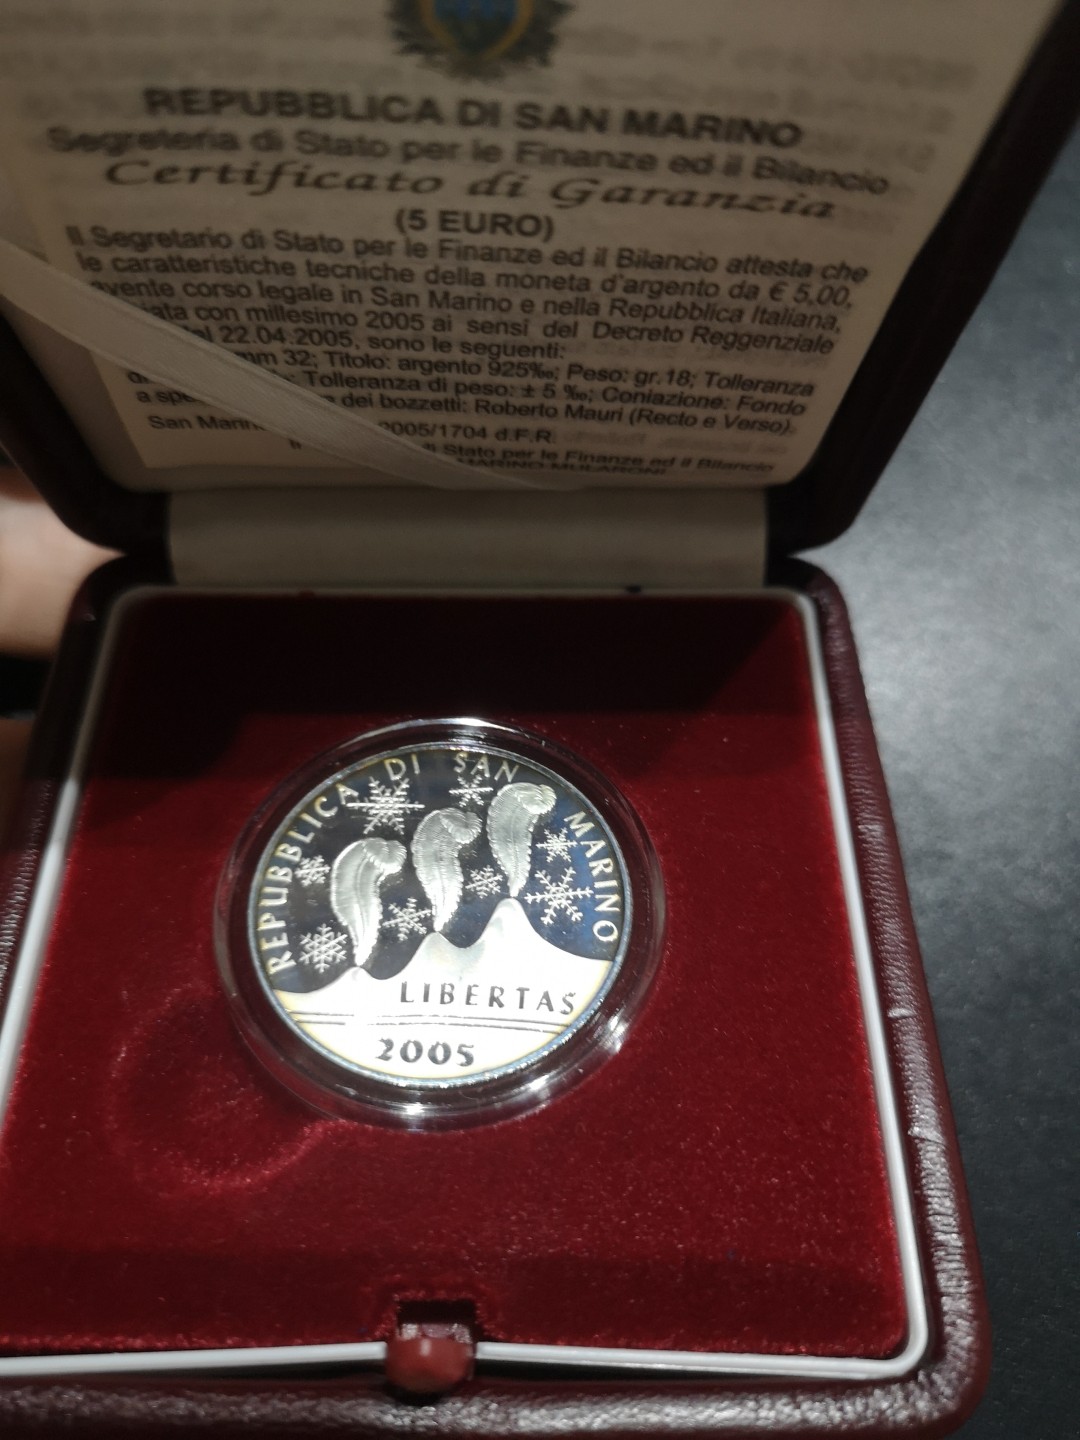 REPUBBLICA DI SAN MARINO
Segreteria di Stato per le Finanze ed il Bilancio
Certificato di Garanzia
(5 EURO)
Il Segretario di Stato per le Finanze ed il Bilancio attesta che
le caratteristiche tecniche della moneta d'argento da € 5,00,
avente corso legale in San Marino e nella Repubblica Italiana,
con millesimo 2005 ai sensi del Decreto Reggenziale
22.04.2005, sono le seguenti:
mm 32; Titolo: argento 925‰; Peso: gr.18; Tolleranza
Tolleranza di peso: ± 5 ‰; Coniazione: Fondo
a dei bozzetti: Roberto Mauri (Recto e Verso).
San 2005/1704 d.F.R.
di Stato per le Finanze ed il Bilancio
MARINO MULARONI
REPUBBLICA DI SAN MARINO
LIBERTAS
2005